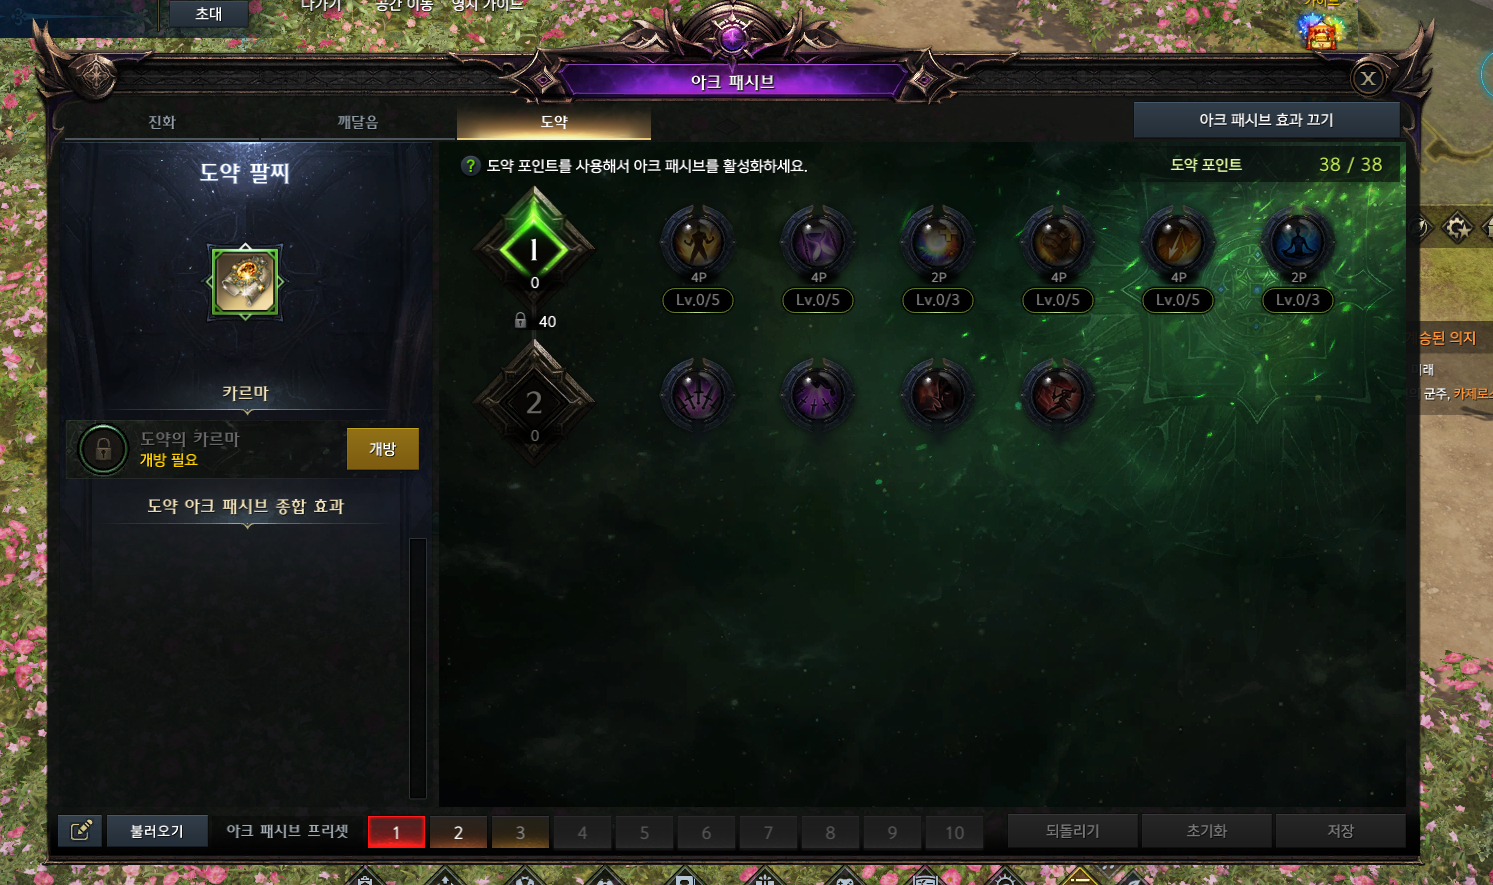 초대
나가기 공간 이동 영지 가이드
아크 패시브
X
진화 깨달음 도약
아크 패시브 효과 끄기
도약 팔찌
? 도약 포인트를 사용해서 아크 패시브를 활성화하세요.
도약 포인트 38 / 38
1
0
4P 4P 2P 4P 4P 2P
Lv.0/5 Lv.0/5 Lv.0/3 Lv.0/5 Lv.0/5 Lv.0/3
40
2
0
카르마
도약의 카르마
개방 필요
개방
도약 아크 패시브 종합 효과
승된 의지
군주, 카제로스
불러오기
아크 패시브 프리셋
1 2 3 4 5 6 7 8 9 10
되돌리기 초기화 저장